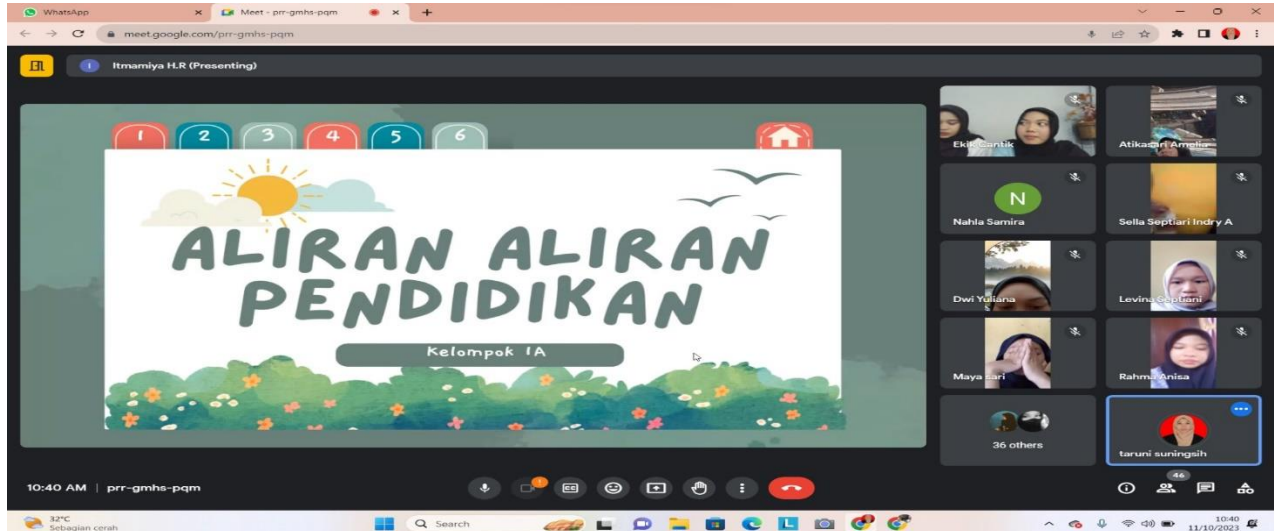 WhatsApp
Meet - prr-gmhs-pqm
meet.google.com/prr-gmhs-pqm
I
Itmamiya H.R (Presenting)
1 2 3 4 5 6
ALIRAN ALIRAN
PENDIDIKAN
Kelompok 1A
Ekik Cantik
Atikasari Amelia
N
Nahla Samira
Sella Septiari Indry A
Dwi Yuliana
Levina Septiani
Maya sari
Rahma Anisa
36 others
taruni suningsih
10:40 AM | prr-gmhs-pqm
46
32°C
Sebagian cerah
Search
10:40
11/10/2023